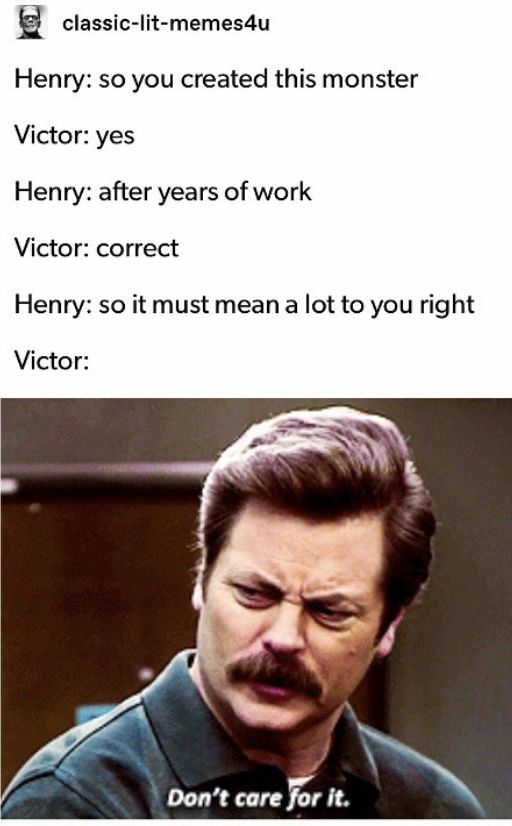 classic-lit-memes4u
Henry: so you created this monster
Victor: yes
Henry: after years of work
Victor: correct
Henry: so it must mean a lot to you right
Victor:
Don't care for it.